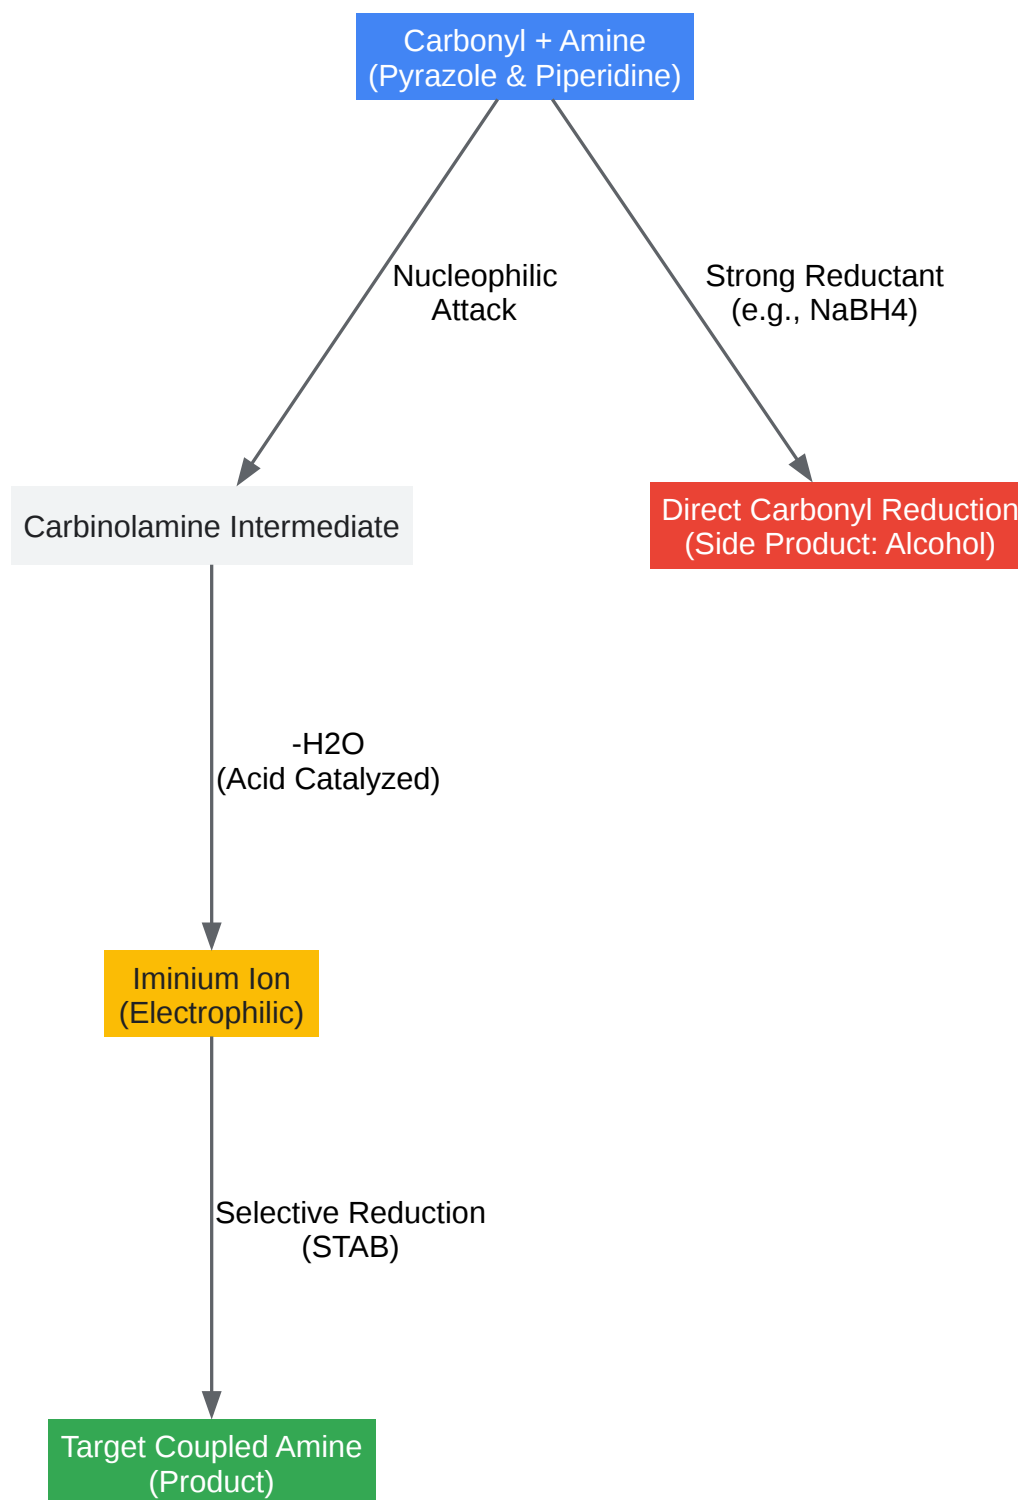 Carbonyl + Amine
(Pyrazole & Piperidine)
Nucleophilic
Attack
Strong Reductant
(e.g., NaBH4)
Carbinolamine Intermediate
Direct Carbonyl Reduction
(Side Product: Alcohol)
-H2O
(Acid Catalyzed)
Iminium Ion
(Electrophilic)
Selective Reduction
(STAB)
Target Coupled Amine
(Product)